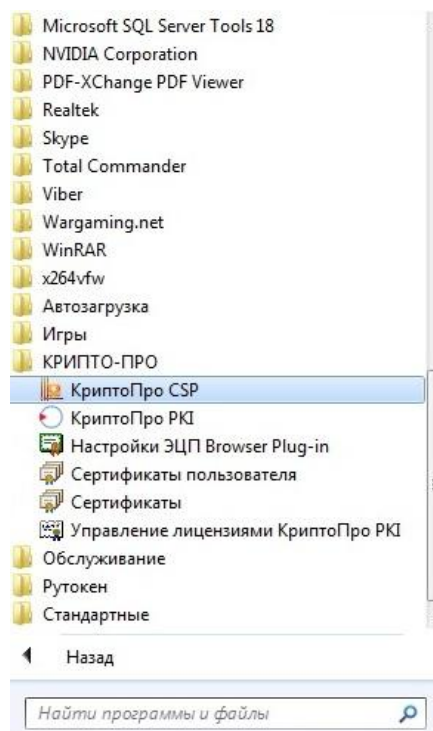 Microsoft SQL Server Tools 18
NVIDIA Corporation
PDF-XChange PDF Viewer
Realtek
Skype
Total Commander
Viber
Wargaming.net
WinRAR
x264vfw
Автозагрузка
Игры
КРИПТО-ПРО
КриптоПро CSP
КриптоПро PKI
Настройки ЭЦП Browser Plug-in
Сертификаты пользователя
Сертификаты
Управление лицензиями КриптоПро PKI
Обслуживание
Рутокен
Стандартные
Назад
Найти программы и файлы